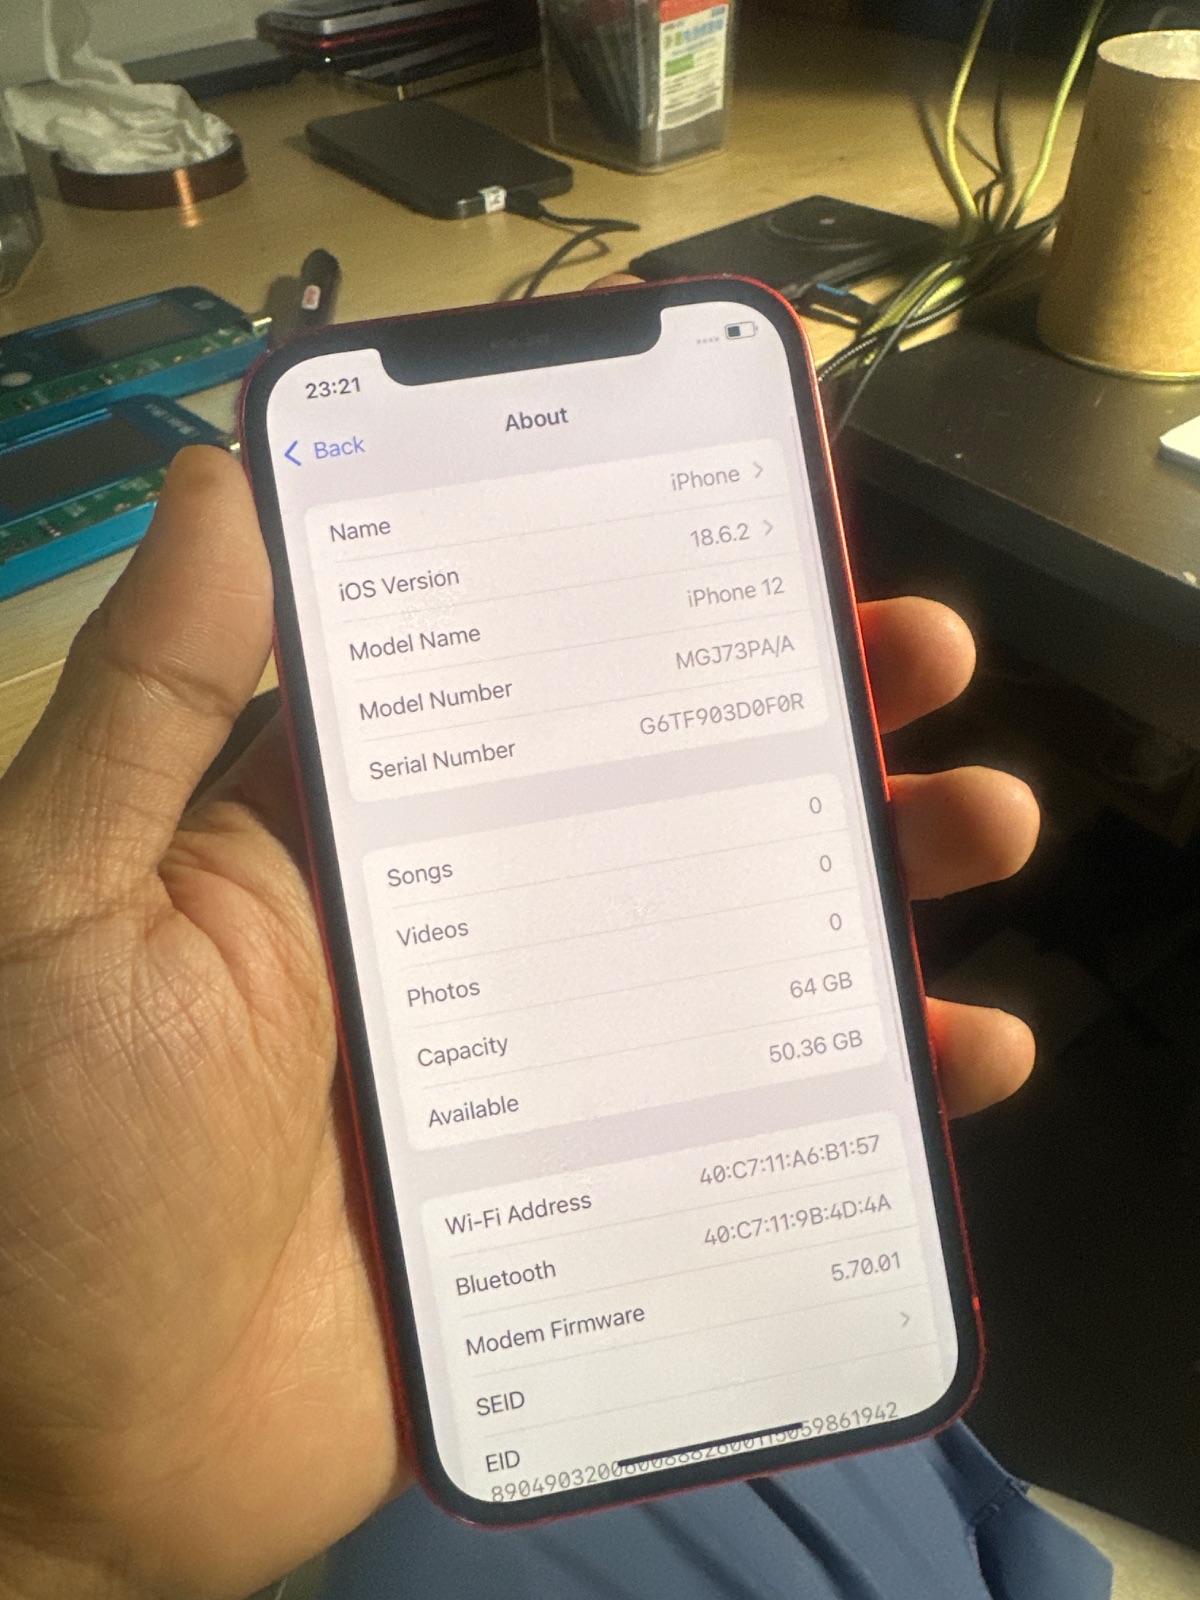 23:21
Back
About
Name iPhone
iOS Version 18.6.2
Model Name iPhone 12
Model Number MGJ73PA/A
Serial Number G6TF903D0F0R
Songs 0
Videos 0
Photos 0
Capacity 64 GB
Available 50.36 GB
Wi-Fi Address 40:C7:11:A6:B1:57
Bluetooth 40:C7:11:9B:4D:4A
Modem Firmware 5.70.01
SEID
EID